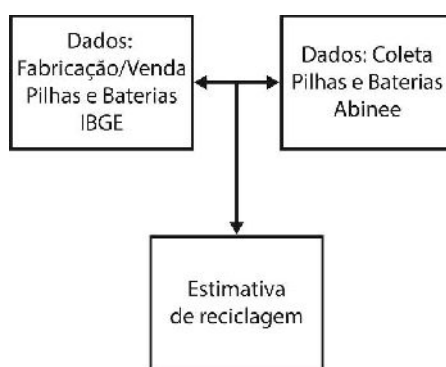 Dados:
Fabricação/Venda
Pilhas e Baterias
IBGE
Dados: Coleta
Pilhas e Baterias
Abinee
Estimativa
de reciclagem